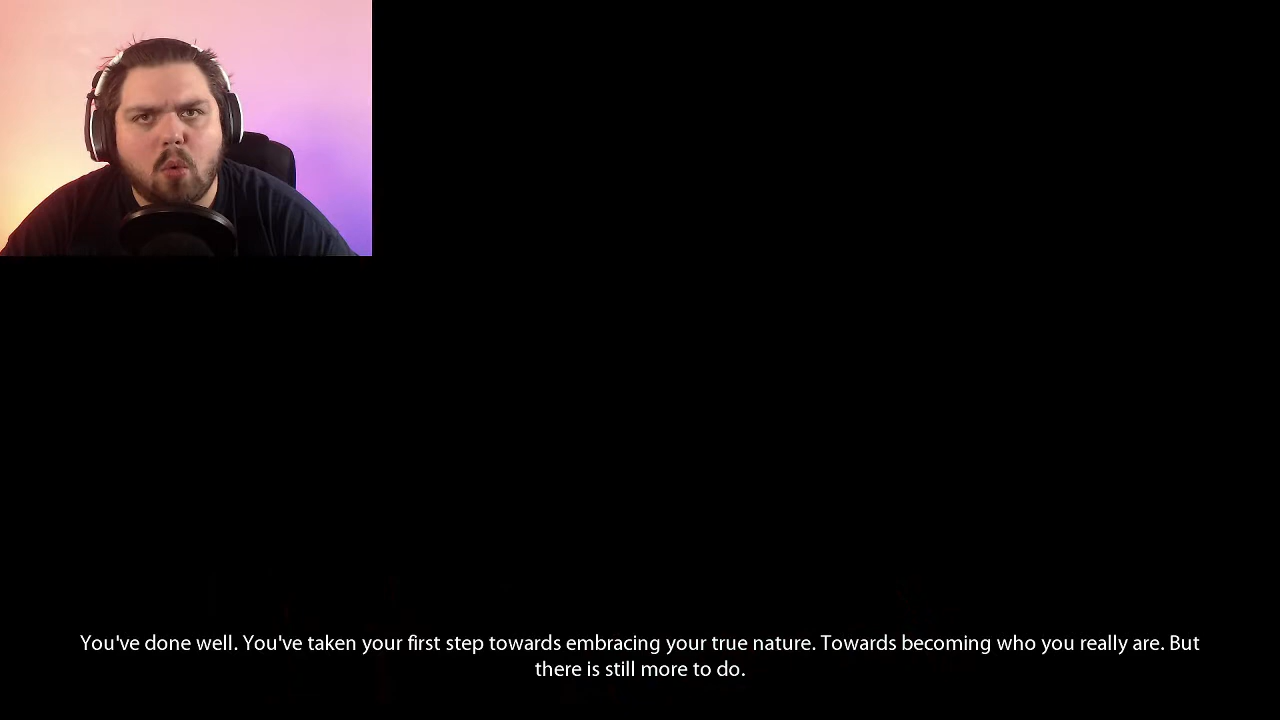 You've done well. You've taken your first step towards embracing your true nature. Towards becoming who you really are. But
there is still more to do.